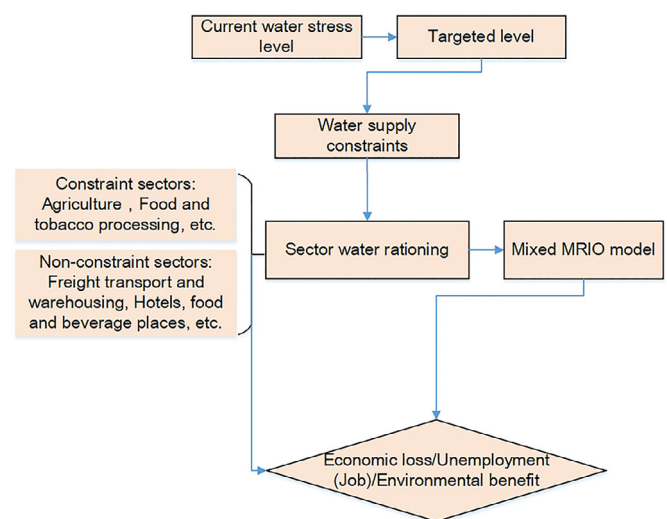 Current water stress
level
Targeted level
Water supply
constraints
Constraint sectors:
Agriculture , Food and
tobacco processing, etc.
Sector water rationing
Mixed MRIO model
Non-constraint sectors:
Freight transport and
warehousing, Hotels, food
and beverage places, etc.
Economic loss/Unemployment
(Job)/Environmental benefit